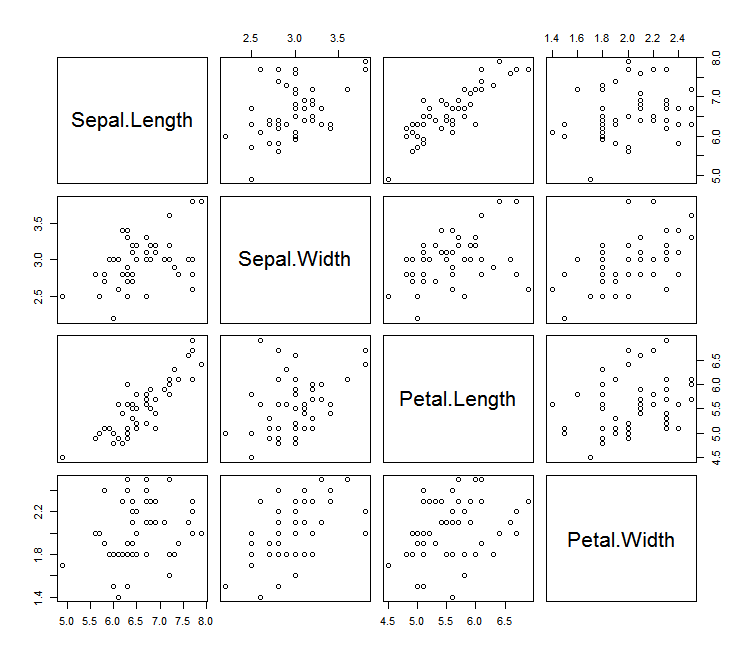 2.5 3.0 3.5 1.4 1.6 1.8 2.0 2.2 2.4
Sepal.Length
5.0 6.0 7.0 8.0
2.5 3.0 3.5
Sepal.Width
Petal.Length
4.5 5.0 5.5 6.0 6.5
1.4 1.8 2.2
Petal.Width
5.0 5.5 6.0 6.5 7.0 7.5 8.0 4.5 5.0 5.5 6.0 6.5